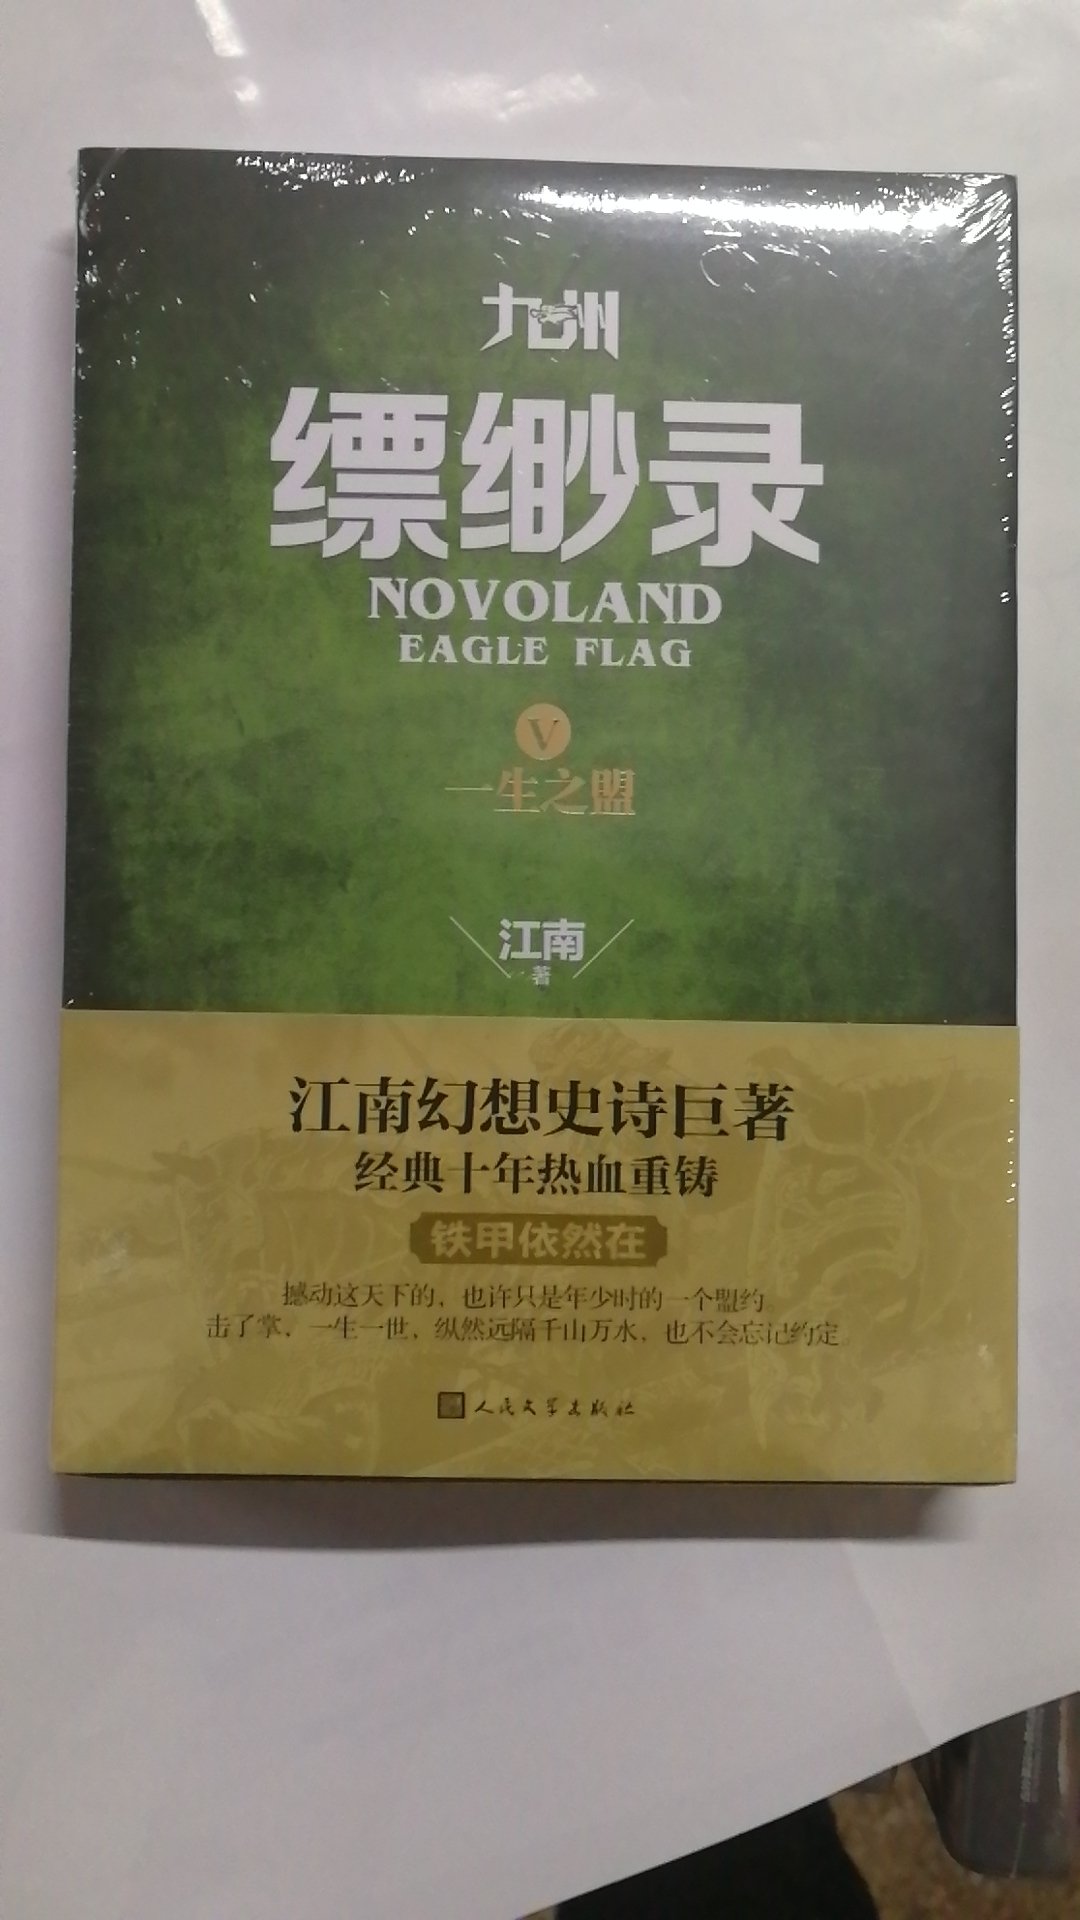 九州
缥缈录
NOVOLAND
EAGLE FLAG
V
一生之盟
江南
著
江南幻想史诗巨著
经典十年热血重铸
铁甲依然在
撼动这天下的，也许只是年少时的一个盟约。
击了掌，一生一世，纵然远隔千山万水，也不会忘记约定。
人民文学出版社